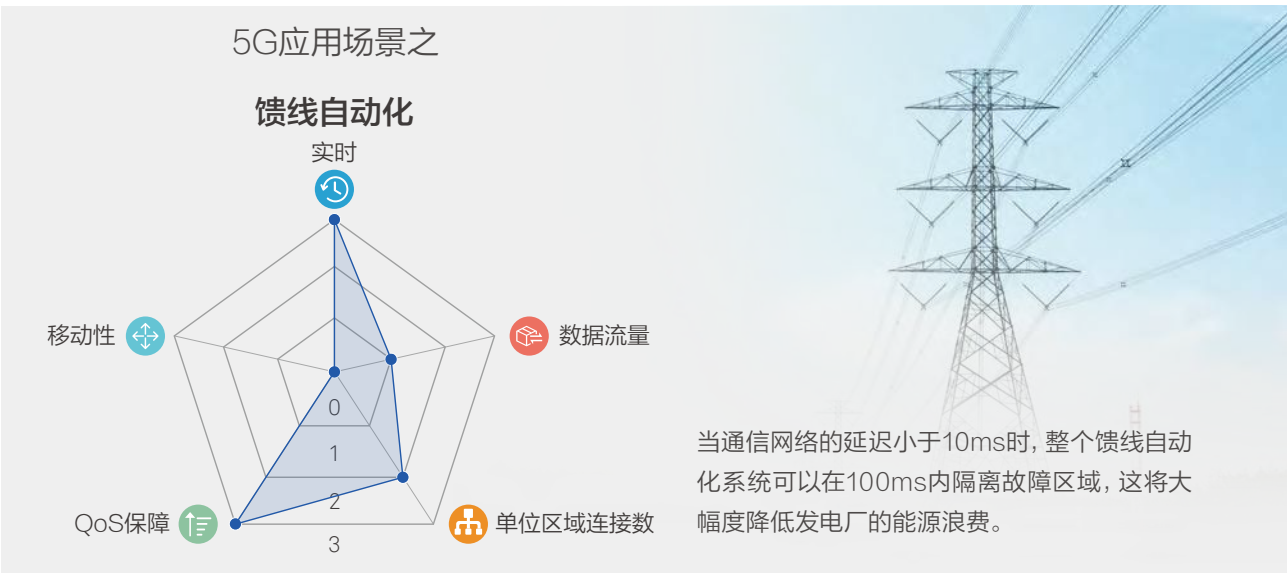 5G应用场景之
馈线自动化
实时
移动性
数据流量
0
1
2
3
QoS保障
单位区域连接数
当通信网络的延迟小于10ms时, 整个馈线自动
化系统可以在100ms内隔离故障区域, 这将大
幅度降低发电厂的能源浪费。